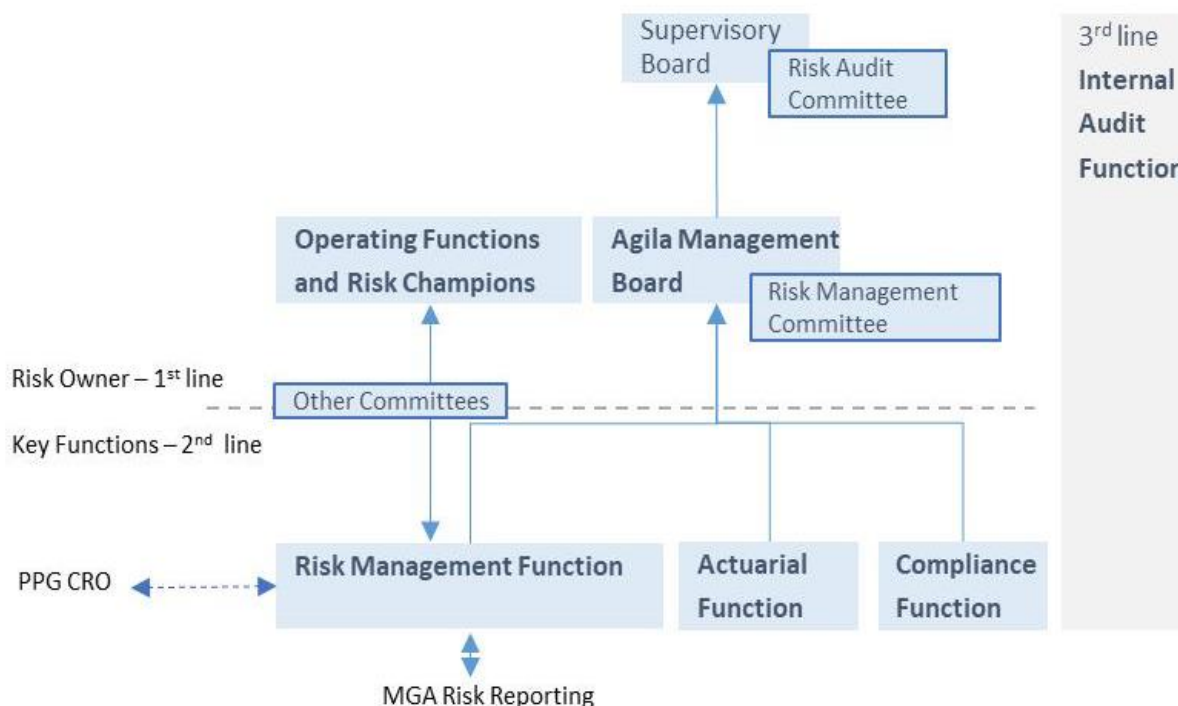 Supervisory
Board
Risk Audit
Committee
3rd line
Internal
Audit
Function
Operating Functions
and Risk Champions
Agila Management
Board
Risk Management
Committee
Risk Owner – 1st line
Other Committees
Key Functions – 2nd line
Risk Management Function
Actuarial
Function
Compliance
Function
PPG CRO
MGA Risk Reporting